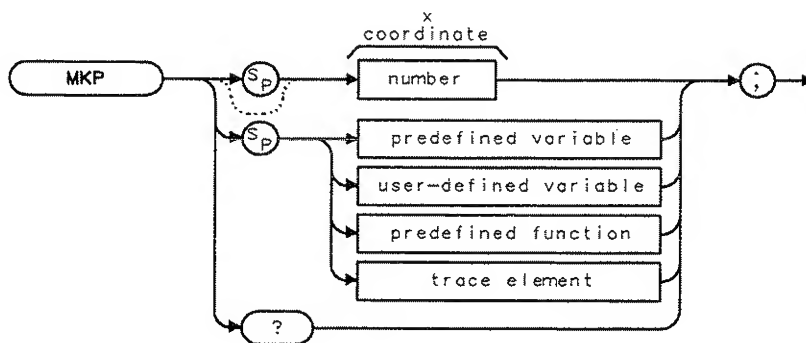 x
coordinate
MKP
Sp
number
;
Sp
predefined variable
user-defined variable
predefined function
trace element
?